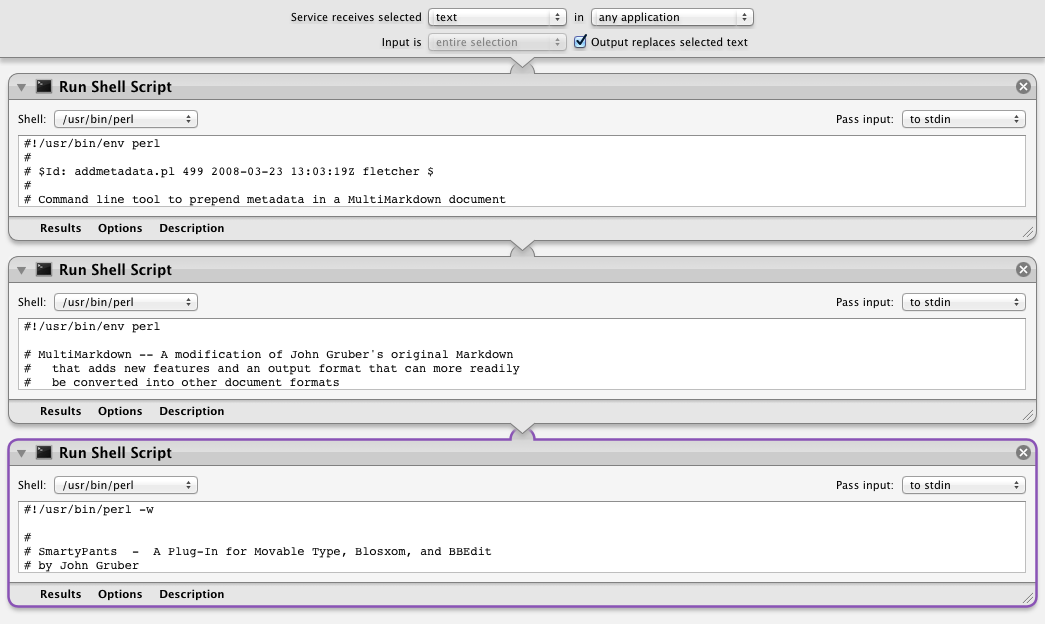 Service receives selected text in any application
Input is entire selection Output replaces selected text
Run Shell Script
Shell: /usr/bin/perl Pass input: to stdin
#!/usr/bin/env perl
#
# $Id: addmetadata.pl 499 2008-03-23 13:03:19Z fletcher $
#
# Command line tool to prepend metadata in a MultiMarkdown document
Results Options Description
Run Shell Script
Shell: /usr/bin/perl Pass input: to stdin
#!/usr/bin/env perl
# MultiMarkdown -- A modification of John Gruber's original Markdown
#   that adds new features and an output format that can more readily
#   be converted into other document formats
Results Options Description
Run Shell Script
Shell: /usr/bin/perl Pass input: to stdin
#!/usr/bin/perl -w
#
# SmartyPants  -  A Plug-In for Movable Type, Blosxom, and BBEdit
# by John Gruber
Results Options Description